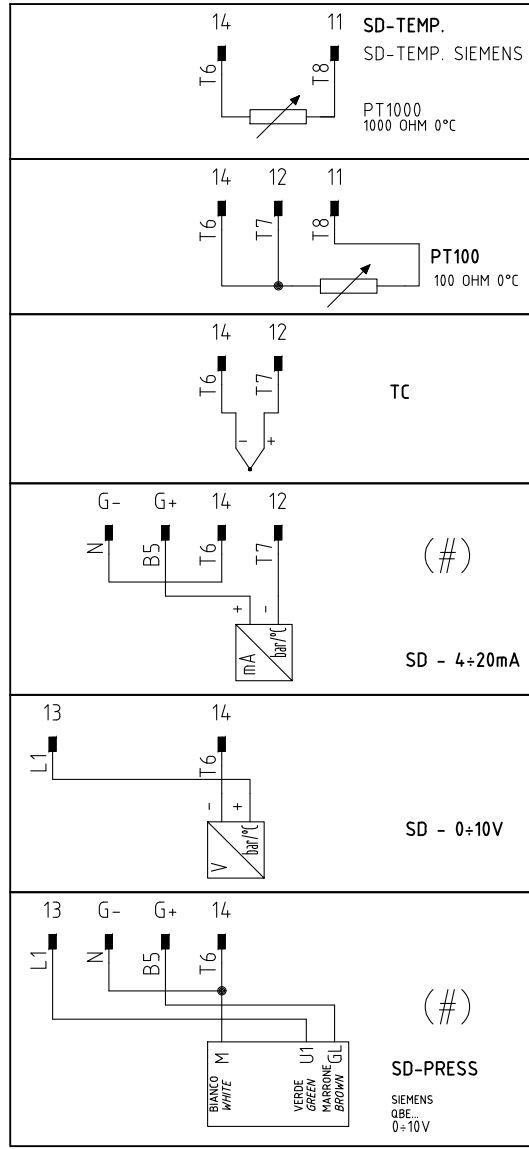 14 11 SD-TEMP.
SD-TEMP. SIEMENS
T6 T8
PT1000
1000 OHM 0°C
14 12 11
T6 T7 T8
PT100
100 OHM 0°C
14 12
T6 T7
TC
- +
G- G+ 14 12
N B5 T6 T7
(#)
+ -
mA bar/°C
SD - 4÷20mA
13 14
L1 T6
- +
V bar/°C
SD - 0÷10V
13 G- G+ 14
L1 N B5 T6
(#)
M U1 GL
BIANCO VERDE MARRONE
WHITE GREEN BROWN
SD-PRESS
SIEMENS
QBE...
0÷10V